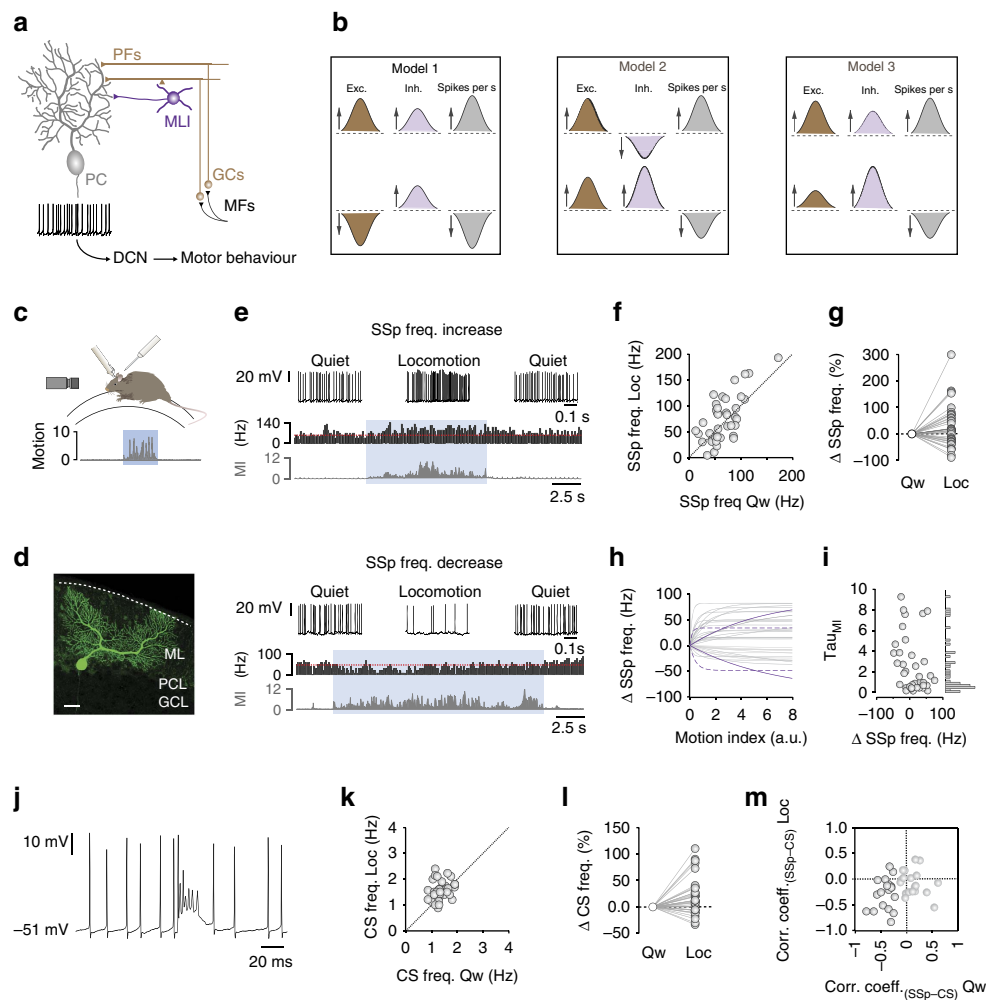 a
PFs
MLI
PC
GCs
MFs
DCN
Motor behaviour
b
Model 1
Exc.
Inh.
Spikes per s
Model 2
Exc.
Inh.
Spikes per s
Model 3
Exc.
Inh.
Spikes per s
c
Motion
10
0
d
ML
PCL
GCL
e
SSp freq. increase
Quiet
Locomotion
Quiet
20 mV
0.1 s
140
0
(Hz)
12
0
MI
2.5 s
SSp freq. decrease
Quiet
Locomotion
Quiet
20 mV
0.1s
100
0
(Hz)
12
0
MI
2.5 s
f
SSp freq. Loc (Hz)
200
150
100
50
0
0
100
200
SSp freq Qw (Hz)
g
Δ SSp freq. (%)
300
200
100
0.0
−100
Qw
Loc
h
Δ SSp freq. (Hz)
100
50
0
−50
−100
0
2
4
6
8
Motion index (a.u.)
i
TauMI
10
8
6
4
2
0
−100
0
100
Δ SSp freq. (Hz)
j
10 mV
−51 mV
20 ms
k
CS freq. Loc (Hz)
4
3
2
1
0
0
1
2
3
4
CS freq. Qw (Hz)
l
Δ CS freq. (%)
150
100
50
0
−50
Qw
Loc
m
Corr. coeff.(SSp–CS) Loc
1.0
0.5
0.0
−0.5
−1.0
−1
−0.5
0
0.5
1
Corr. coeff.(SSp–CS) Qw